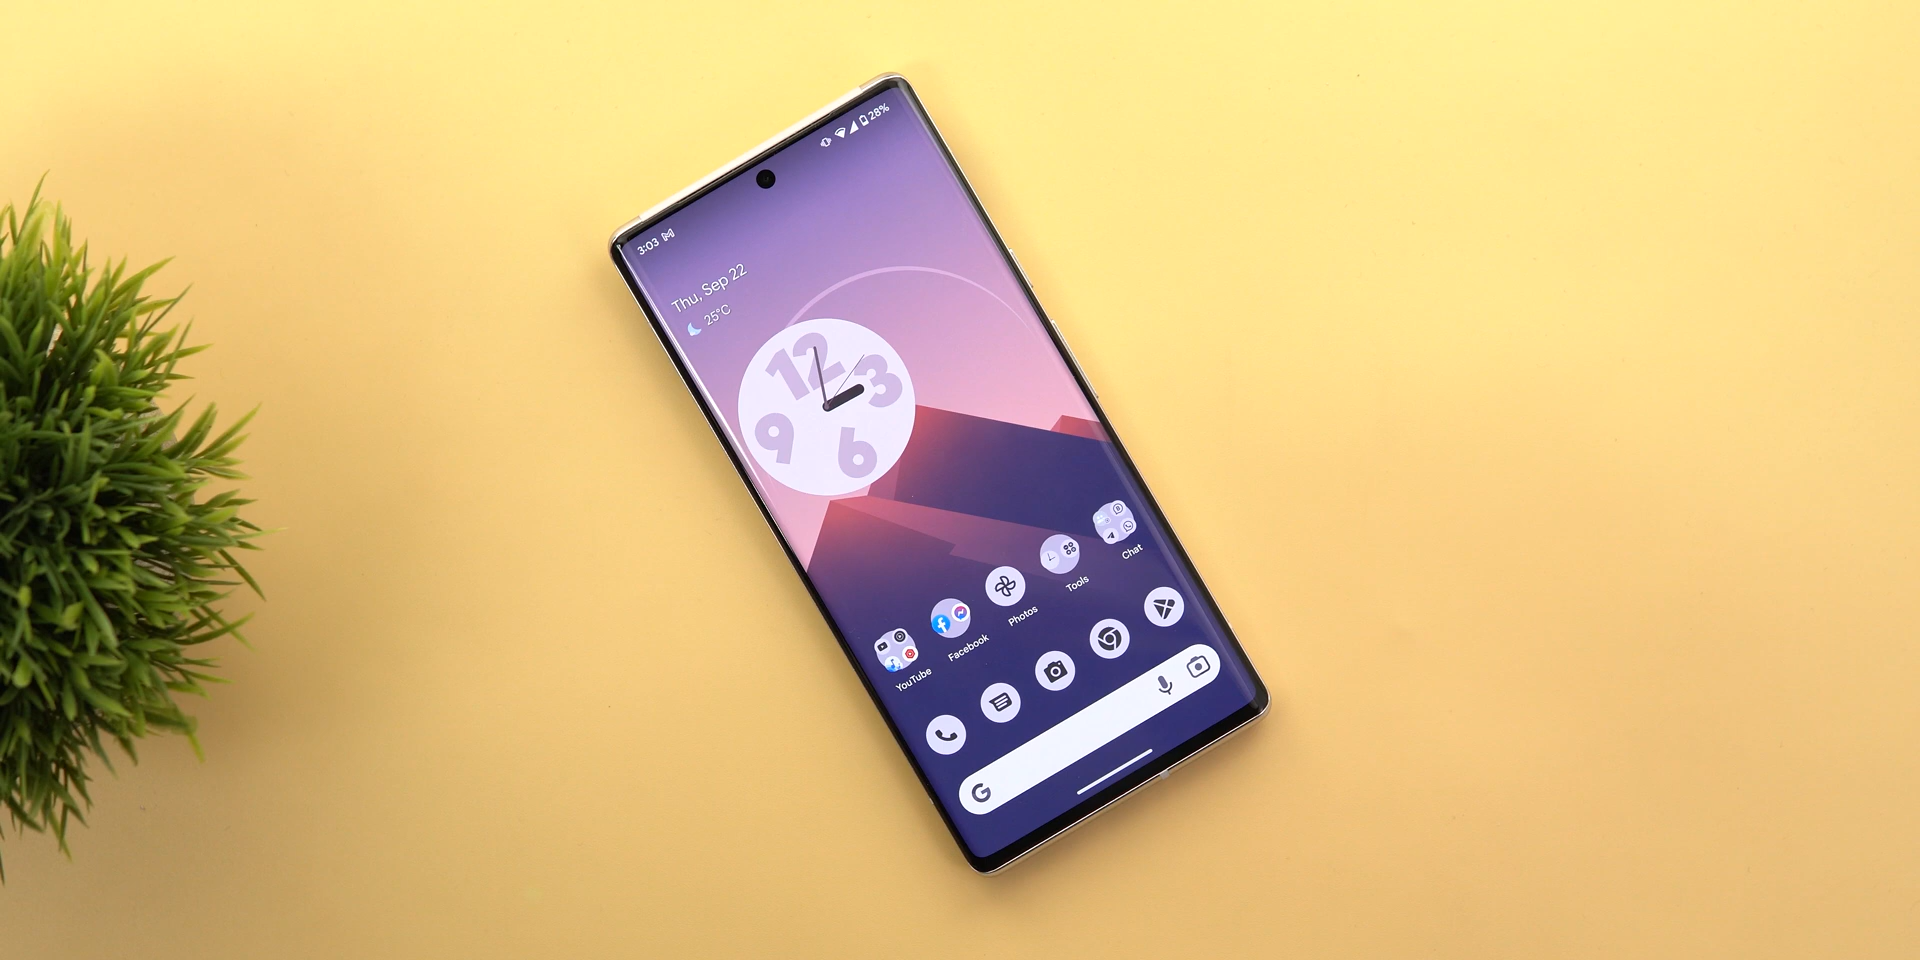 3:03
28%
Thu, Sep 22
25°C
12
3
9
6
YouTube
Facebook
Photos
Tools
Chat
G